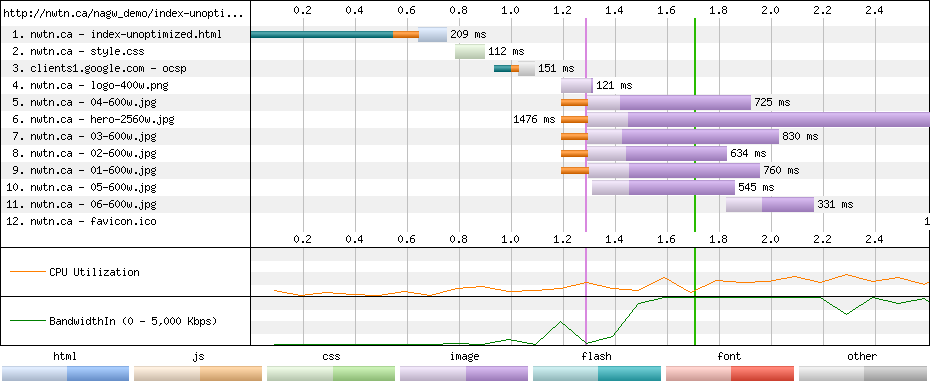 http://nwtn.ca/nagw_demo/index-unopti...
0.2 0.4 0.6 0.8 1.0 1.2 1.4 1.6 1.8 2.0 2.2 2.4
1. nwtn.ca - index-unoptimized.html 209 ms
2. nwtn.ca - style.css 112 ms
3. clients1.google.com - ocsp 151 ms
4. nwtn.ca - logo-400w.png 121 ms
5. nwtn.ca - 04-600w.jpg 725 ms
6. nwtn.ca - hero-2560w.jpg 1476 ms
7. nwtn.ca - 03-600w.jpg 830 ms
8. nwtn.ca - 02-600w.jpg 634 ms
9. nwtn.ca - 01-600w.jpg 760 ms
10. nwtn.ca - 05-600w.jpg 545 ms
11. nwtn.ca - 06-600w.jpg 331 ms
12. nwtn.ca - favicon.ico 1
0.2 0.4 0.6 0.8 1.0 1.2 1.4 1.6 1.8 2.0 2.2 2.4
CPU Utilization
BandwidthIn (0 - 5,000 Kbps)
html js css image flash font other